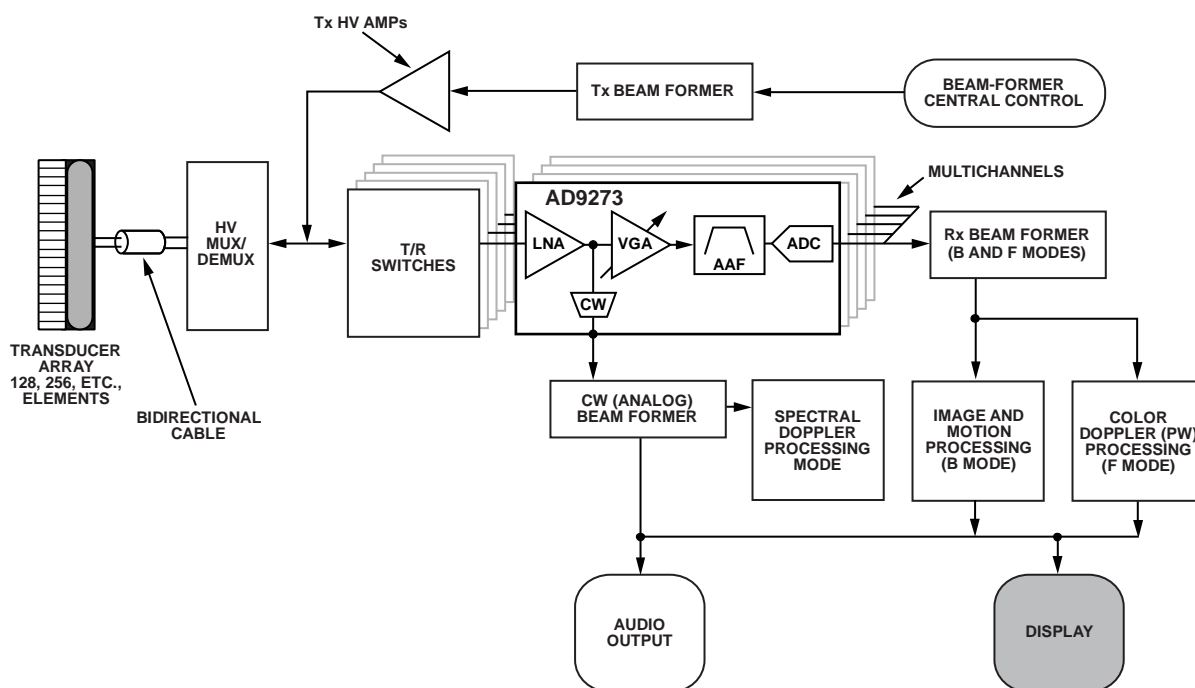 Tx HV AMPs
Tx BEAM FORMER
BEAM-FORMER
CENTRAL CONTROL
MULTICHANNELS
HV
MUX/
DEMUX
T/R
SWITCHES
AD9273
LNA
VGA
AAF
ADC
CW
Rx BEAM FORMER
(B AND F MODES)
TRANSDUCER
ARRAY
128, 256, ETC.,
ELEMENTS
BIDIRECTIONAL
CABLE
CW (ANALOG)
BEAM FORMER
SPECTRAL
DOPPLER
PROCESSING
MODE
IMAGE AND
MOTION
PROCESSING
(B MODE)
COLOR
DOPPLER (PW)
PROCESSING
(F MODE)
AUDIO
OUTPUT
DISPLAY